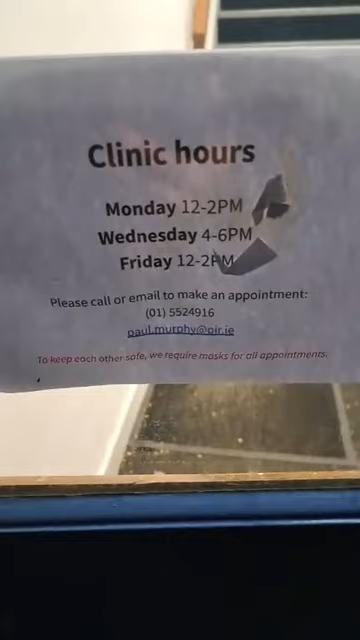 Clinic hours
Monday 12-2PM
Wednesday 4-6PM
Friday 12-2PM
Please call or email to make an appointment:
(01) 5524916
paul.murphy@oir.ie
To keep each other safe, we require masks for all appointments.